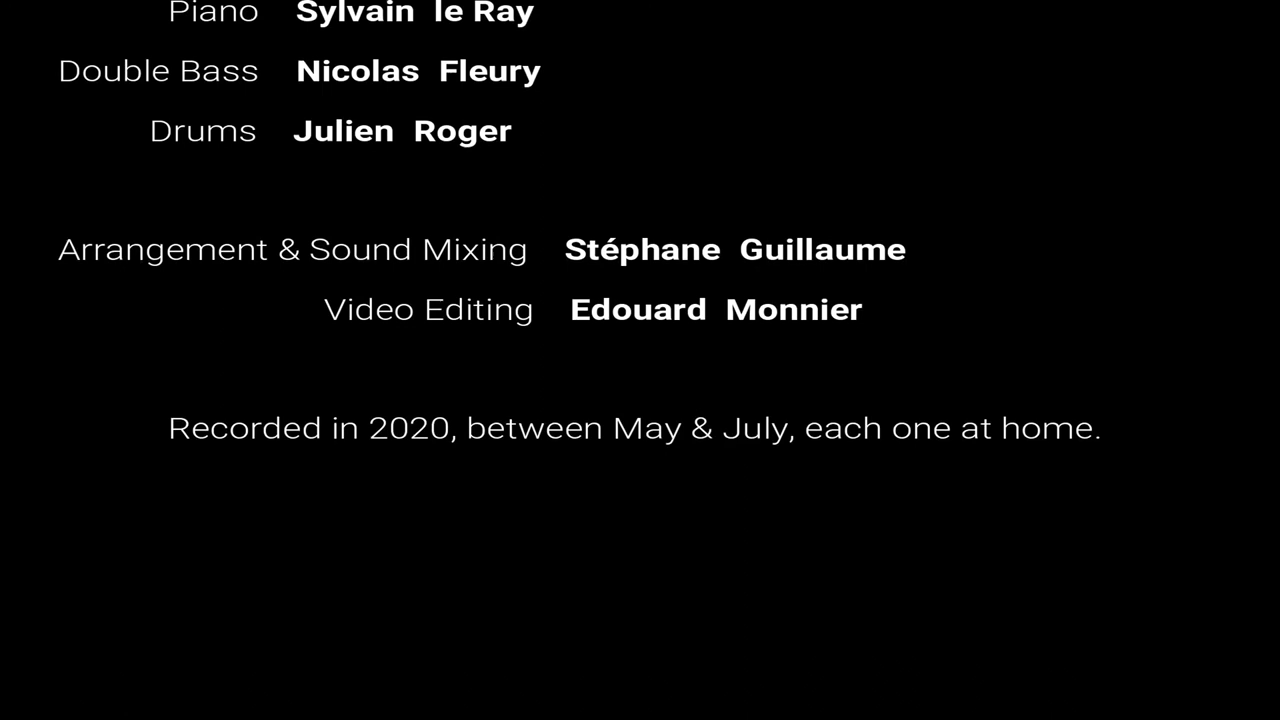 Piano Sylvain le Ray
Double Bass Nicolas Fleury
Drums Julien Roger
Arrangement & Sound Mixing Stéphane Guillaume
Video Editing Edouard Monnier
Recorded in 2020, between May & July, each one at home.